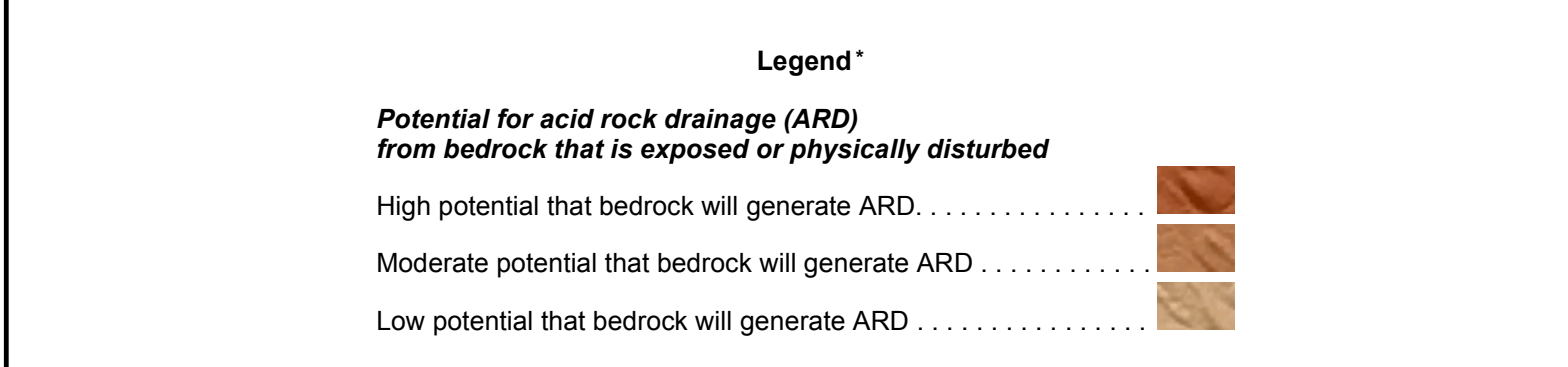 Legend*
Potential for acid rock drainage (ARD)
from bedrock that is exposed or physically disturbed
High potential that bedrock will generate ARD. . . . . . . . . . . . . . . .
Moderate potential that bedrock will generate ARD . . . . . . . . . . . .
Low potential that bedrock will generate ARD . . . . . . . . . . . . . . . .